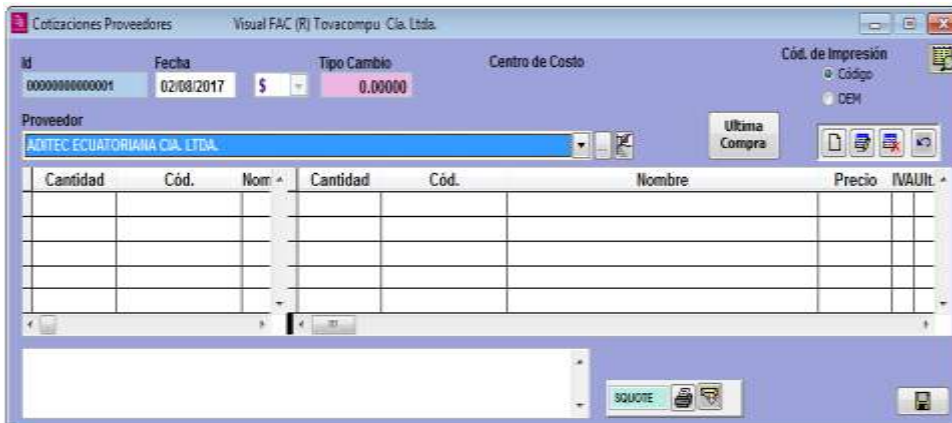 Cotizaciones Proveedores Visual FAC (R) Tovacompu Cía. Ltda.
Id Fecha Tipo Cambio Centro de Costo Cód. de Impresión
00000000000001 02/08/2017 $ 0.00000 Código
OEM
Proveedor
ADITEC ECUATORIANA CIA. LTDA. ... Ultima Compra
Cantidad Cód. Nom Cantidad Cód. Nombre Precio IVA Ult.
SQUOTE